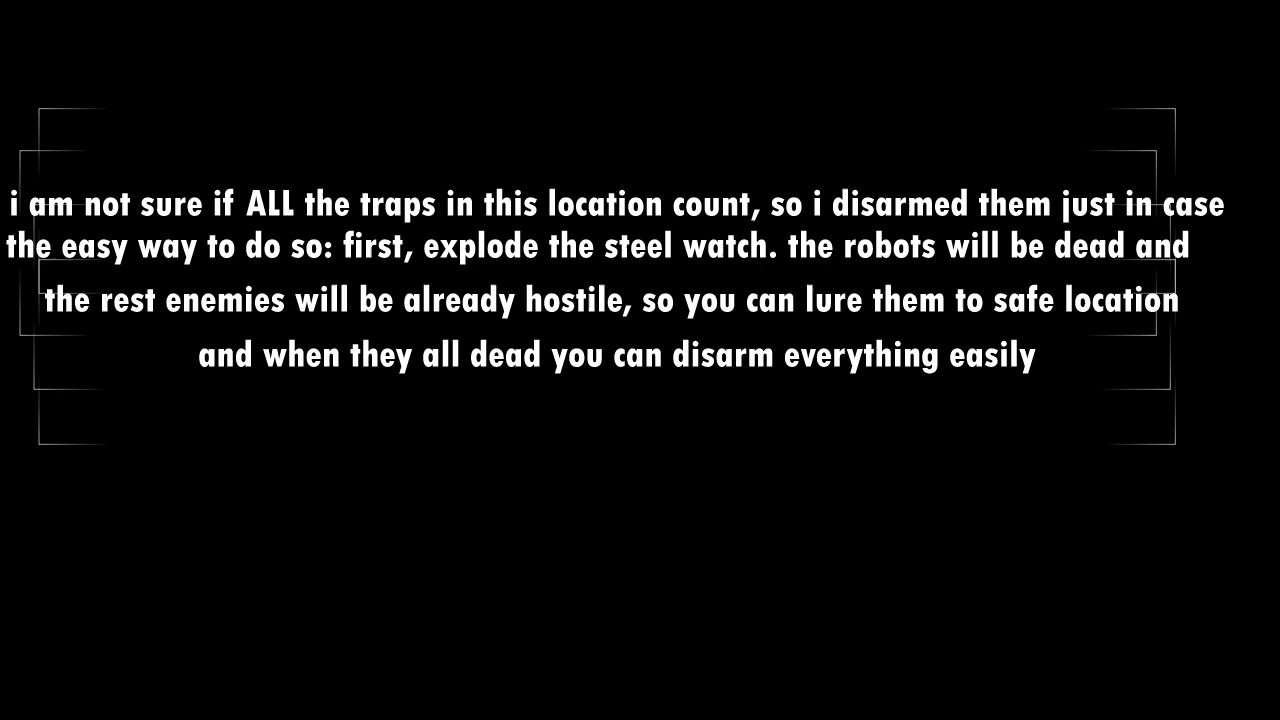 i am not sure if ALL the traps in this location count, so i disarmed them just in case
the easy way to do so: first, explode the steel watch. the robots will be dead and
the rest enemies will be already hostile, so you can lure them to safe location
and when they all dead you can disarm everything easily